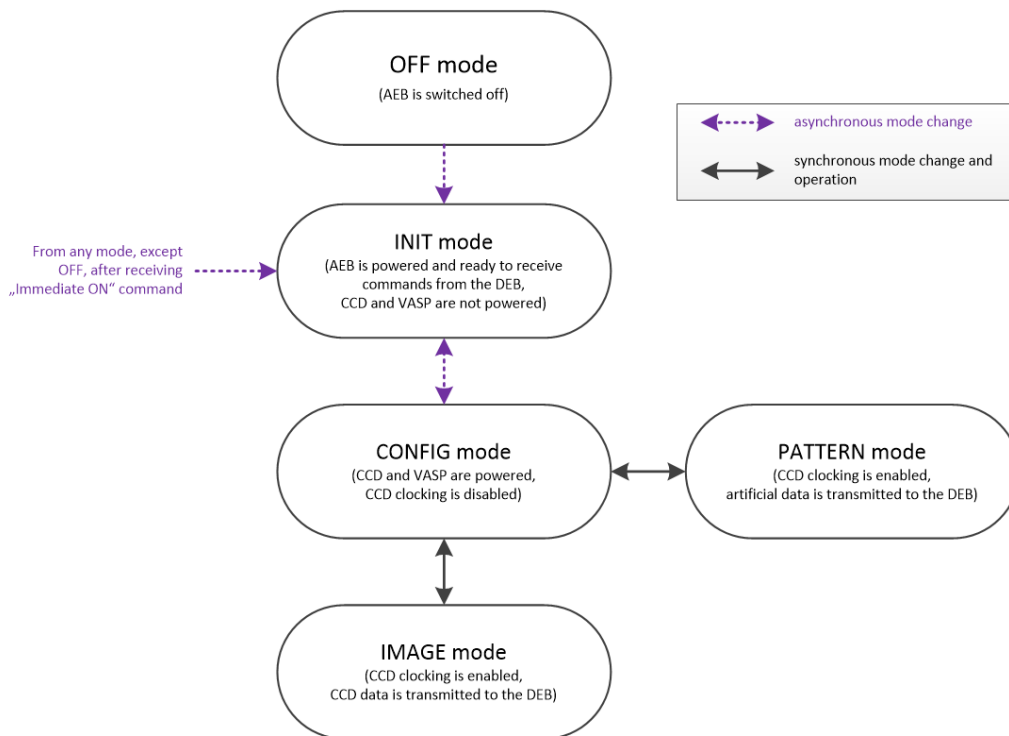 OFF mode
(AEB is switched off)
asynchronous mode change
synchronous mode change and
operation
From any mode, except
OFF, after receiving
„Immediate ON“ command
INIT mode
(AEB is powered and ready to receive
commands from the DEB,
CCD and VASP are not powered)
CONFIG mode
(CCD and VASP are powered,
CCD clocking is disabled)
PATTERN mode
(CCD clocking is enabled,
artificial data is transmitted to the DEB)
IMAGE mode
(CCD clocking is enabled,
CCD data is transmitted to the DEB)